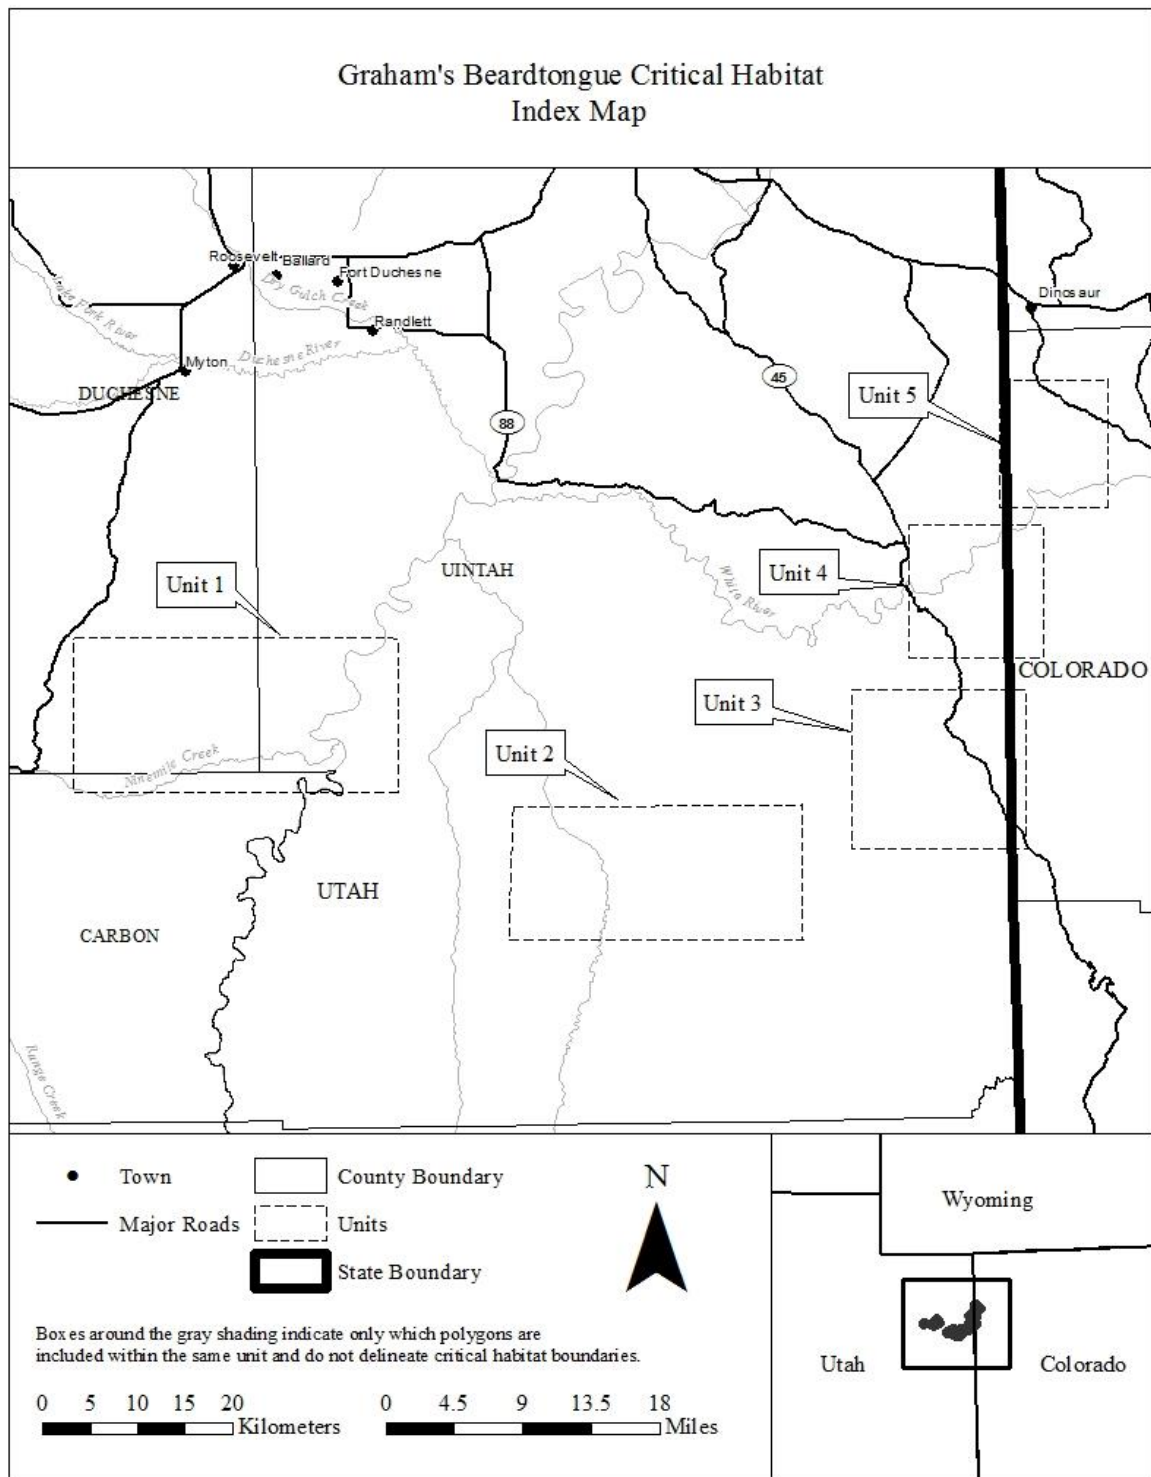 Graham's Beardtongue Critical Habitat
Index Map
Roosevelt
Ballard
Fort Duchesne
Dry Gulch Creek
Dinosaur
Lake Fork River
Randlett
Duchesne River
Myton
DUCHESNE
45
Unit 5
88
UINTAH
Unit 4
White River
Unit 1
COLORADO
Unit 3
Unit 2
Ninemile Creek
UTAH
CARBON
Range Creek
Town
County Boundary
N
Major Roads
Units
State Boundary
Wyoming
Utah
Colorado
Boxes around the gray shading indicate only which polygons are
included within the same unit and do not delineate critical habitat boundaries.
0 5 10 15 20
Kilometers
0 4.5 9 13.5 18
Miles